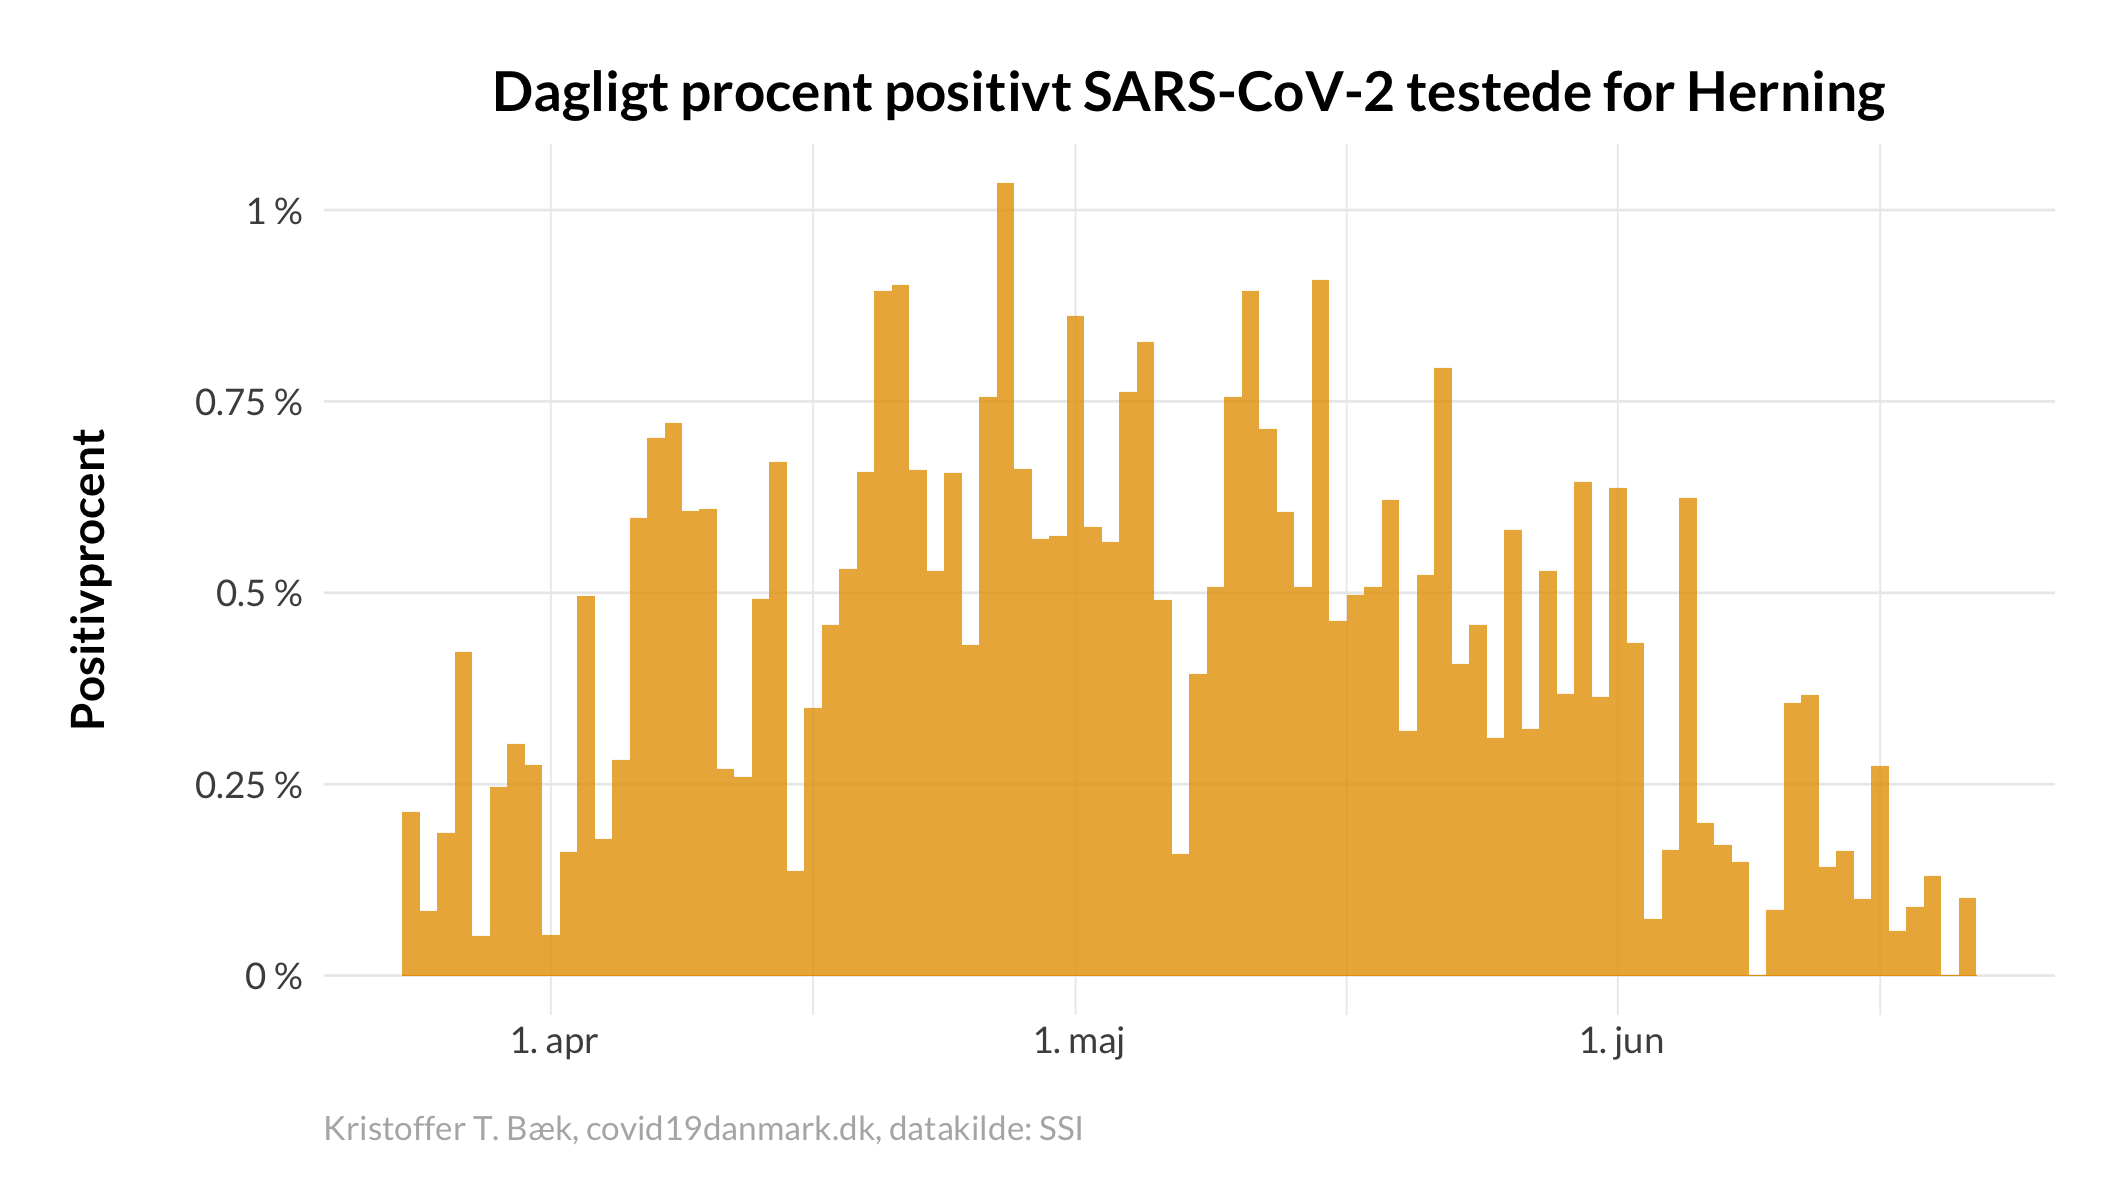 Dagligt procent positivt SARS-CoV-2 testede for Herning
Positivprocent
1 %
0.75 %
0.5 %
0.25 %
0 %
1. apr
1. maj
1. jun
Kristoffer T. Bæk, covid19danmark.dk, datakilde: SSI